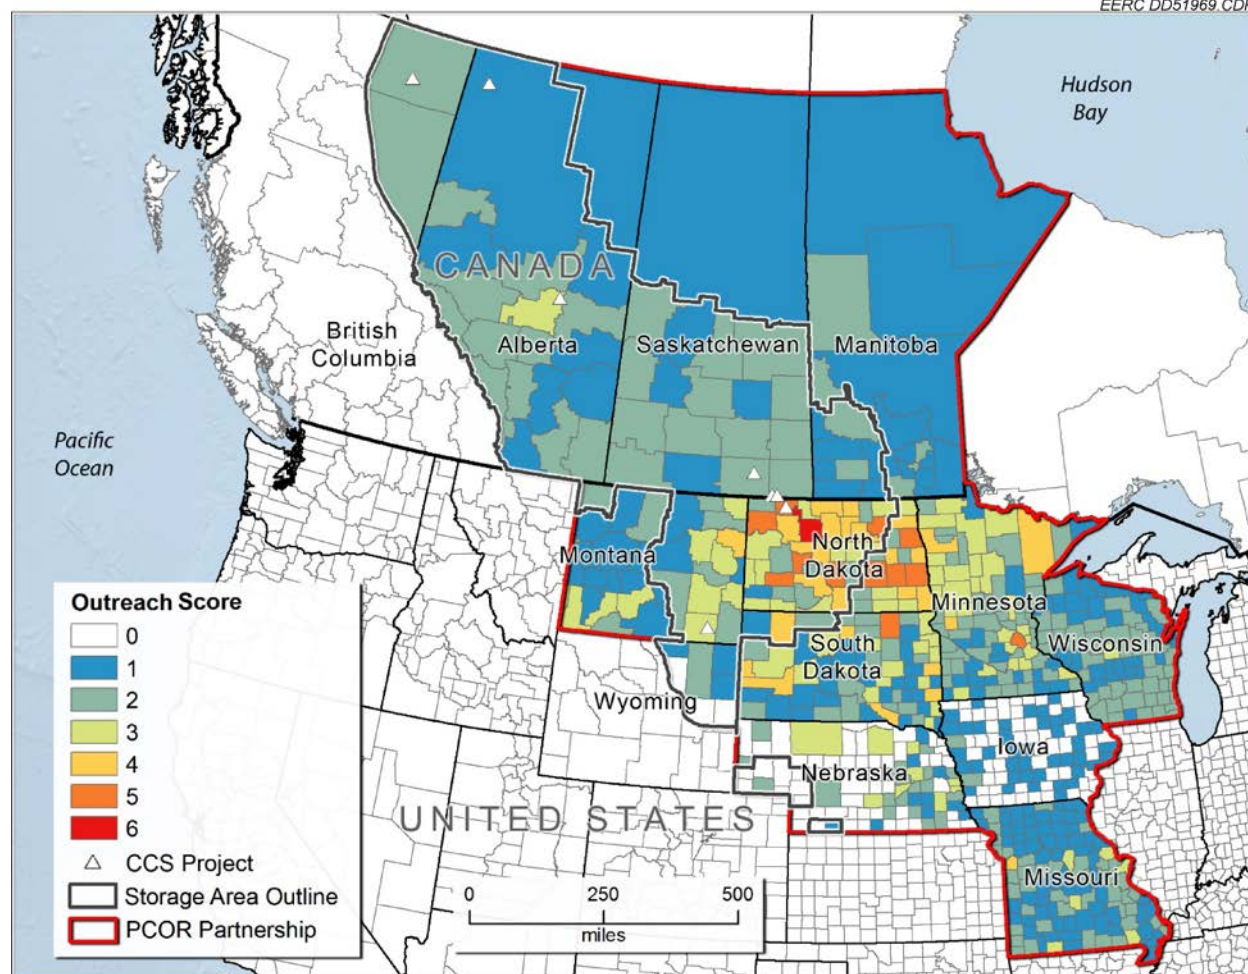 EERC DD51969.CDR
Hudson
Bay
CANADA
British
Columbia
Alberta
Saskatchewan
Manitoba
Pacific
Ocean
Montana
North
Dakota
Minnesota
Wisconsin
South
Dakota
Wyoming
Iowa
Nebraska
UNITED STATES
Missouri
Outreach Score
0
1
2
3
4
5
6
CCS Project
Storage Area Outline
PCOR Partnership
0 250 500
miles